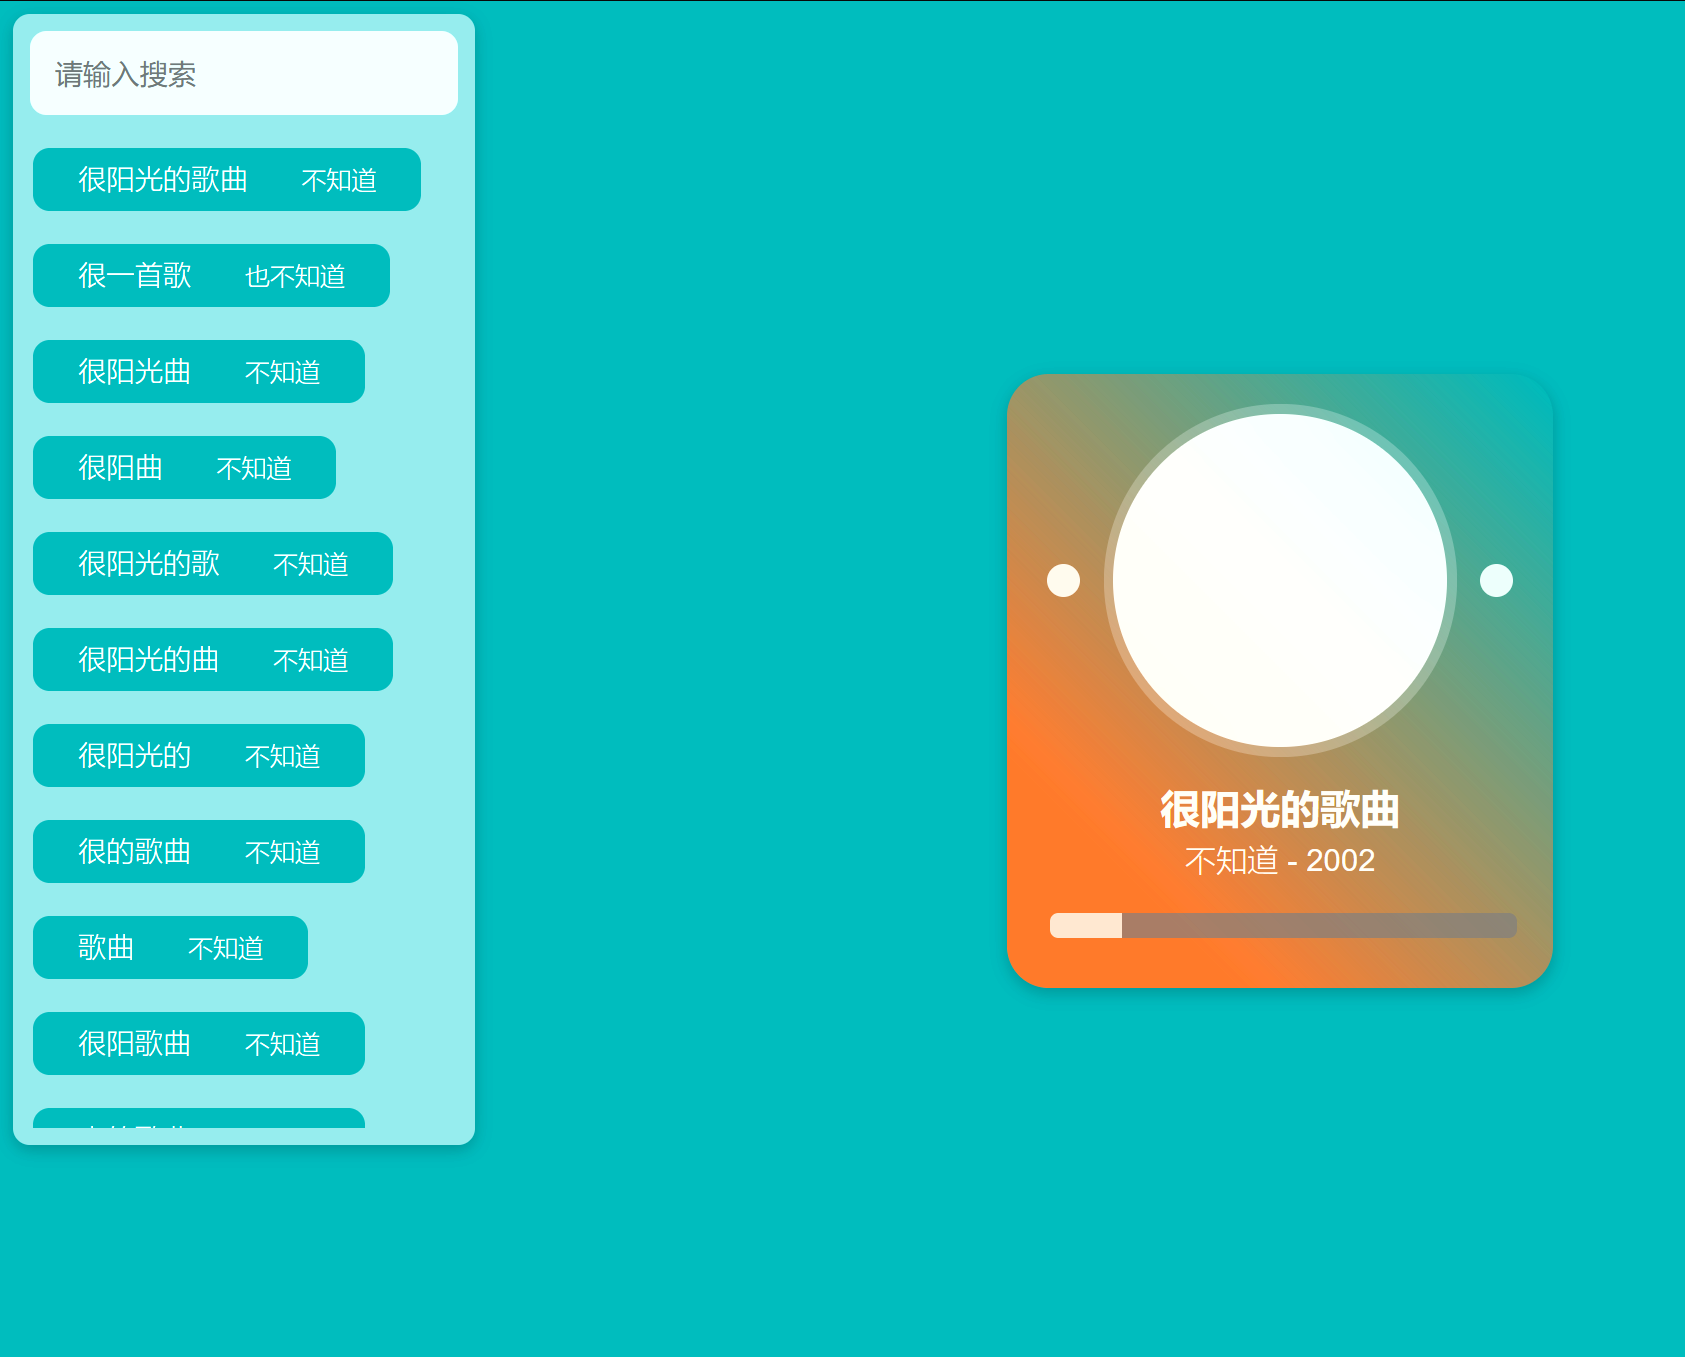 请输入搜索
很阳光的歌曲 不知道
很一首歌 也不知道
很阳光曲 不知道
很阳曲 不知道
很阳光的歌 不知道
很阳光的曲 不知道
很阳光的 不知道
很的歌曲 不知道
歌曲 不知道
很阳歌曲 不知道
很阳光的歌曲
不知道 - 2002